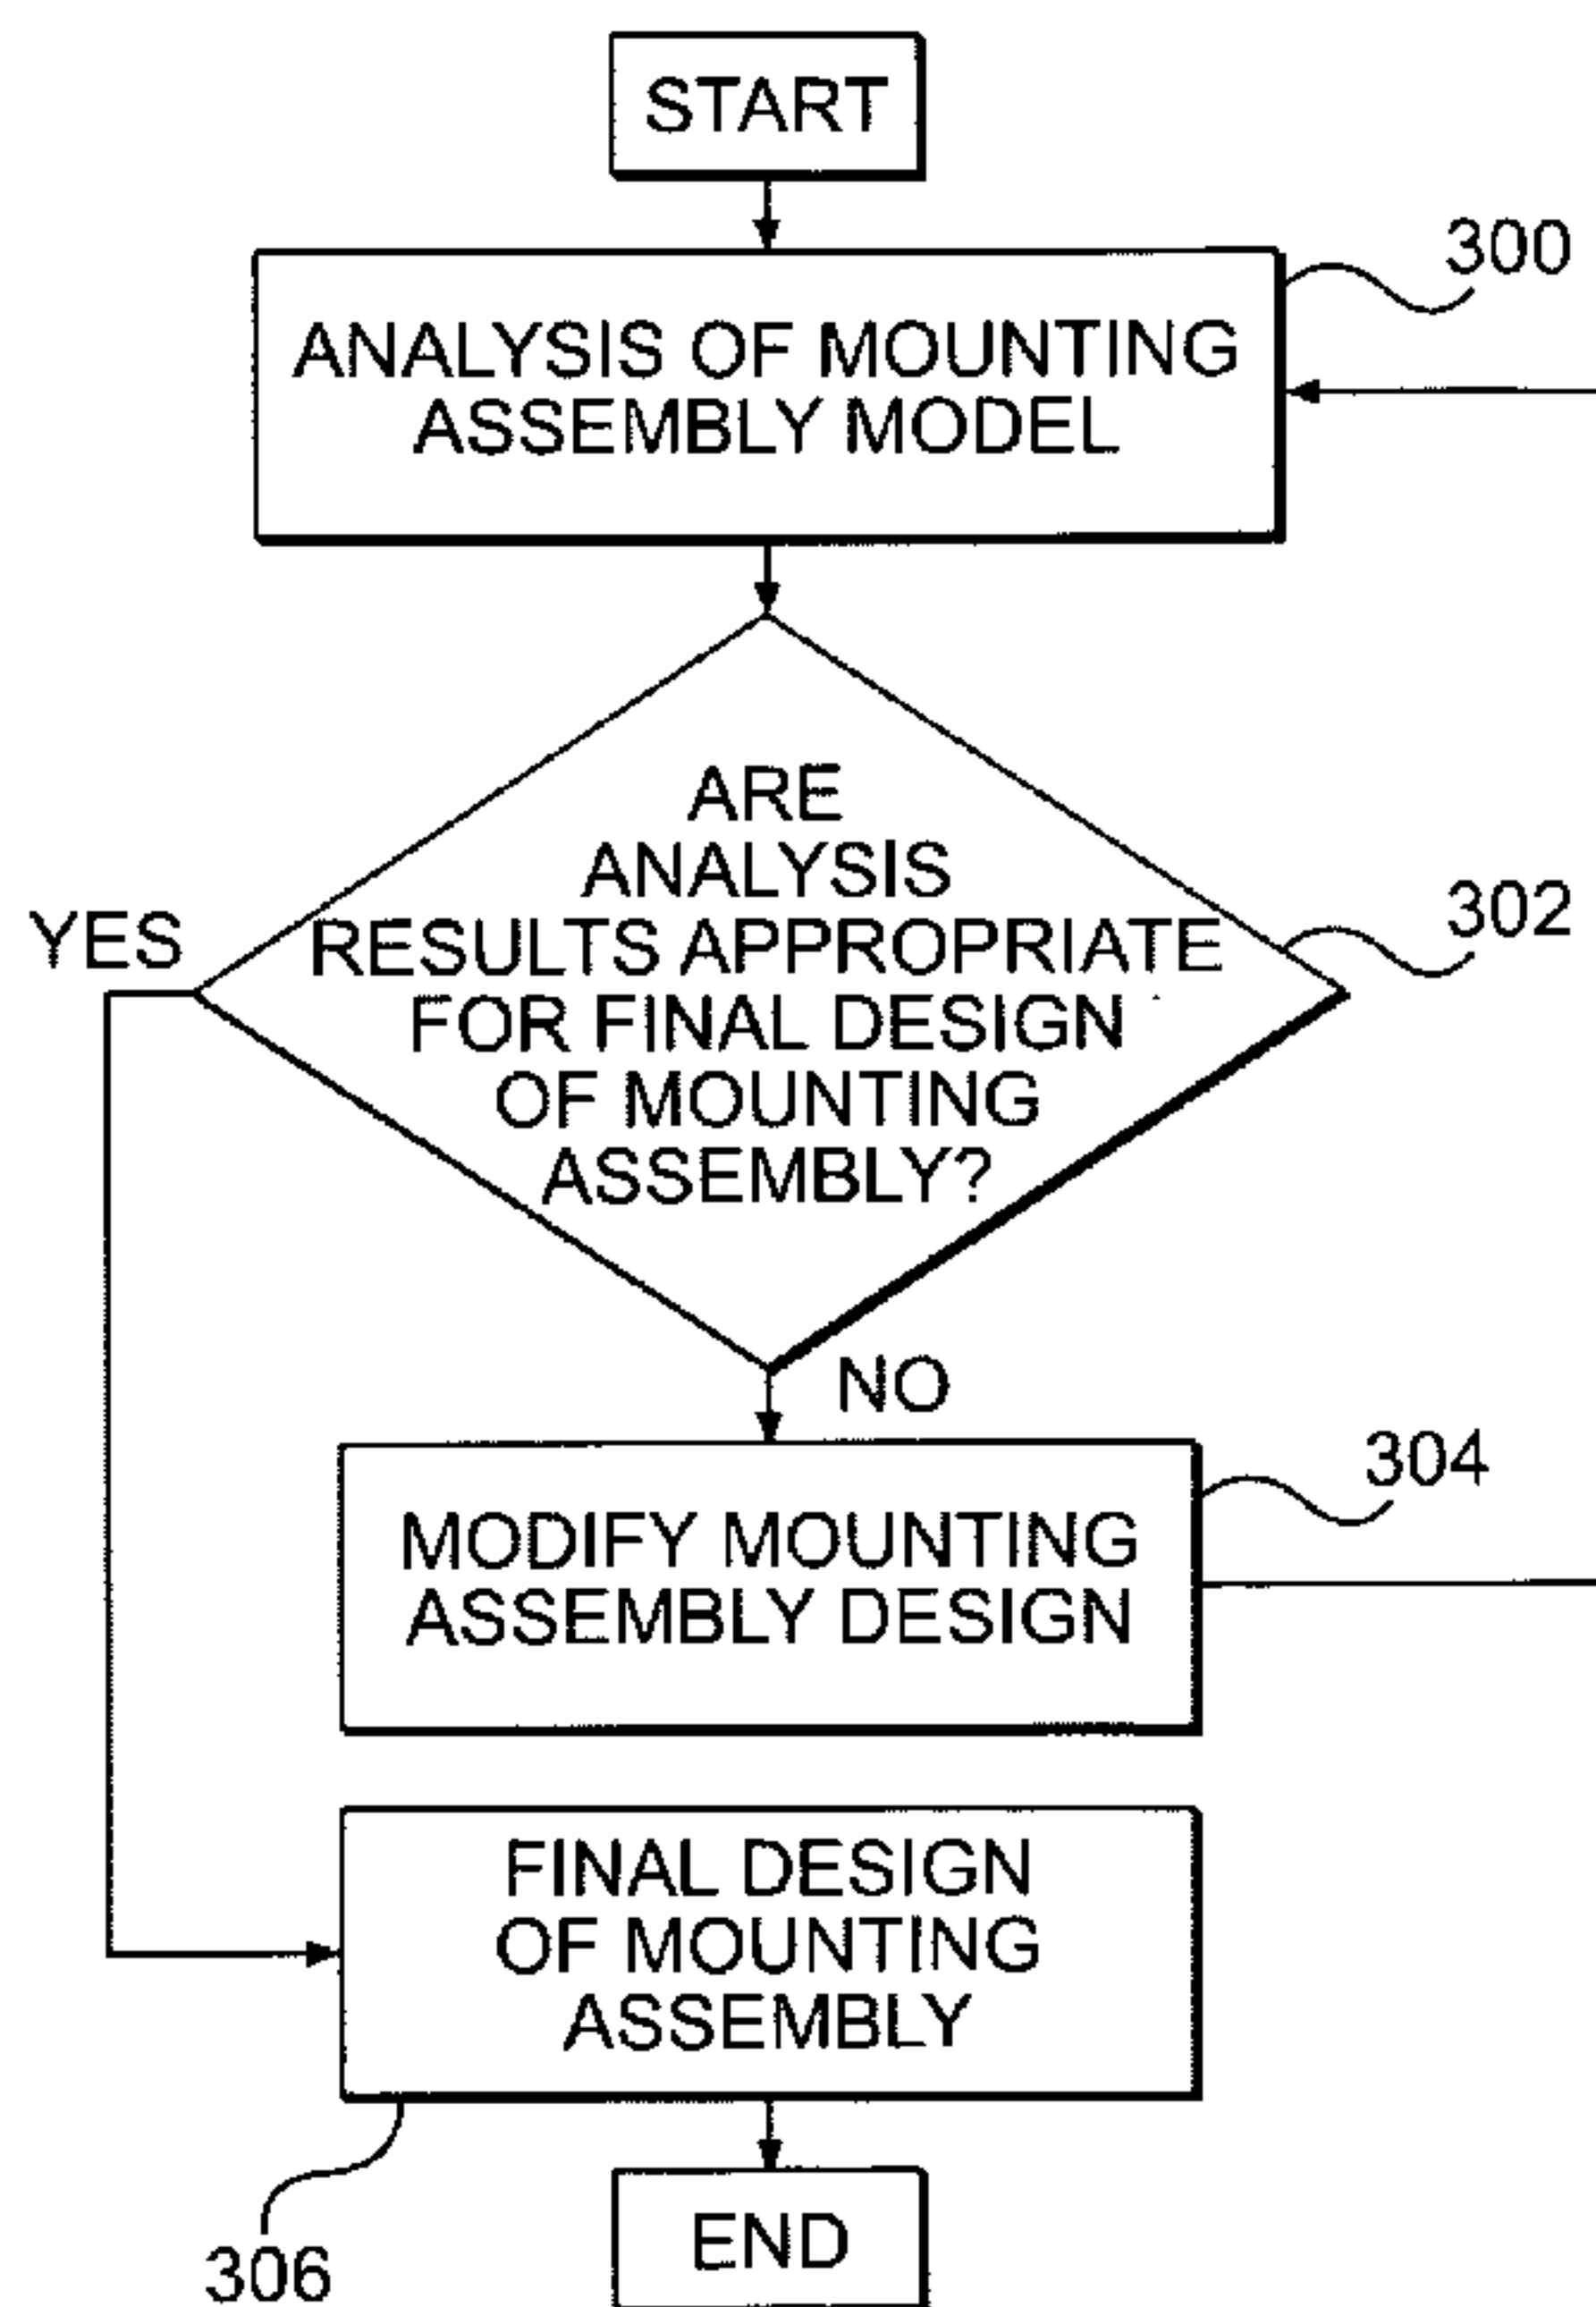 START
300
ANALYSIS OF MOUNTING
ASSEMBLY MODEL
ARE
ANALYSIS
YES
RESULTS APPROPRIATE
302
FOR FINAL DESIGN
OF MOUNTING
ASSEMBLY?
NO
304
MODIFY MOUNTING
ASSEMBLY DESIGN
FINAL DESIGN
OF MOUNTING
ASSEMBLY
END
306